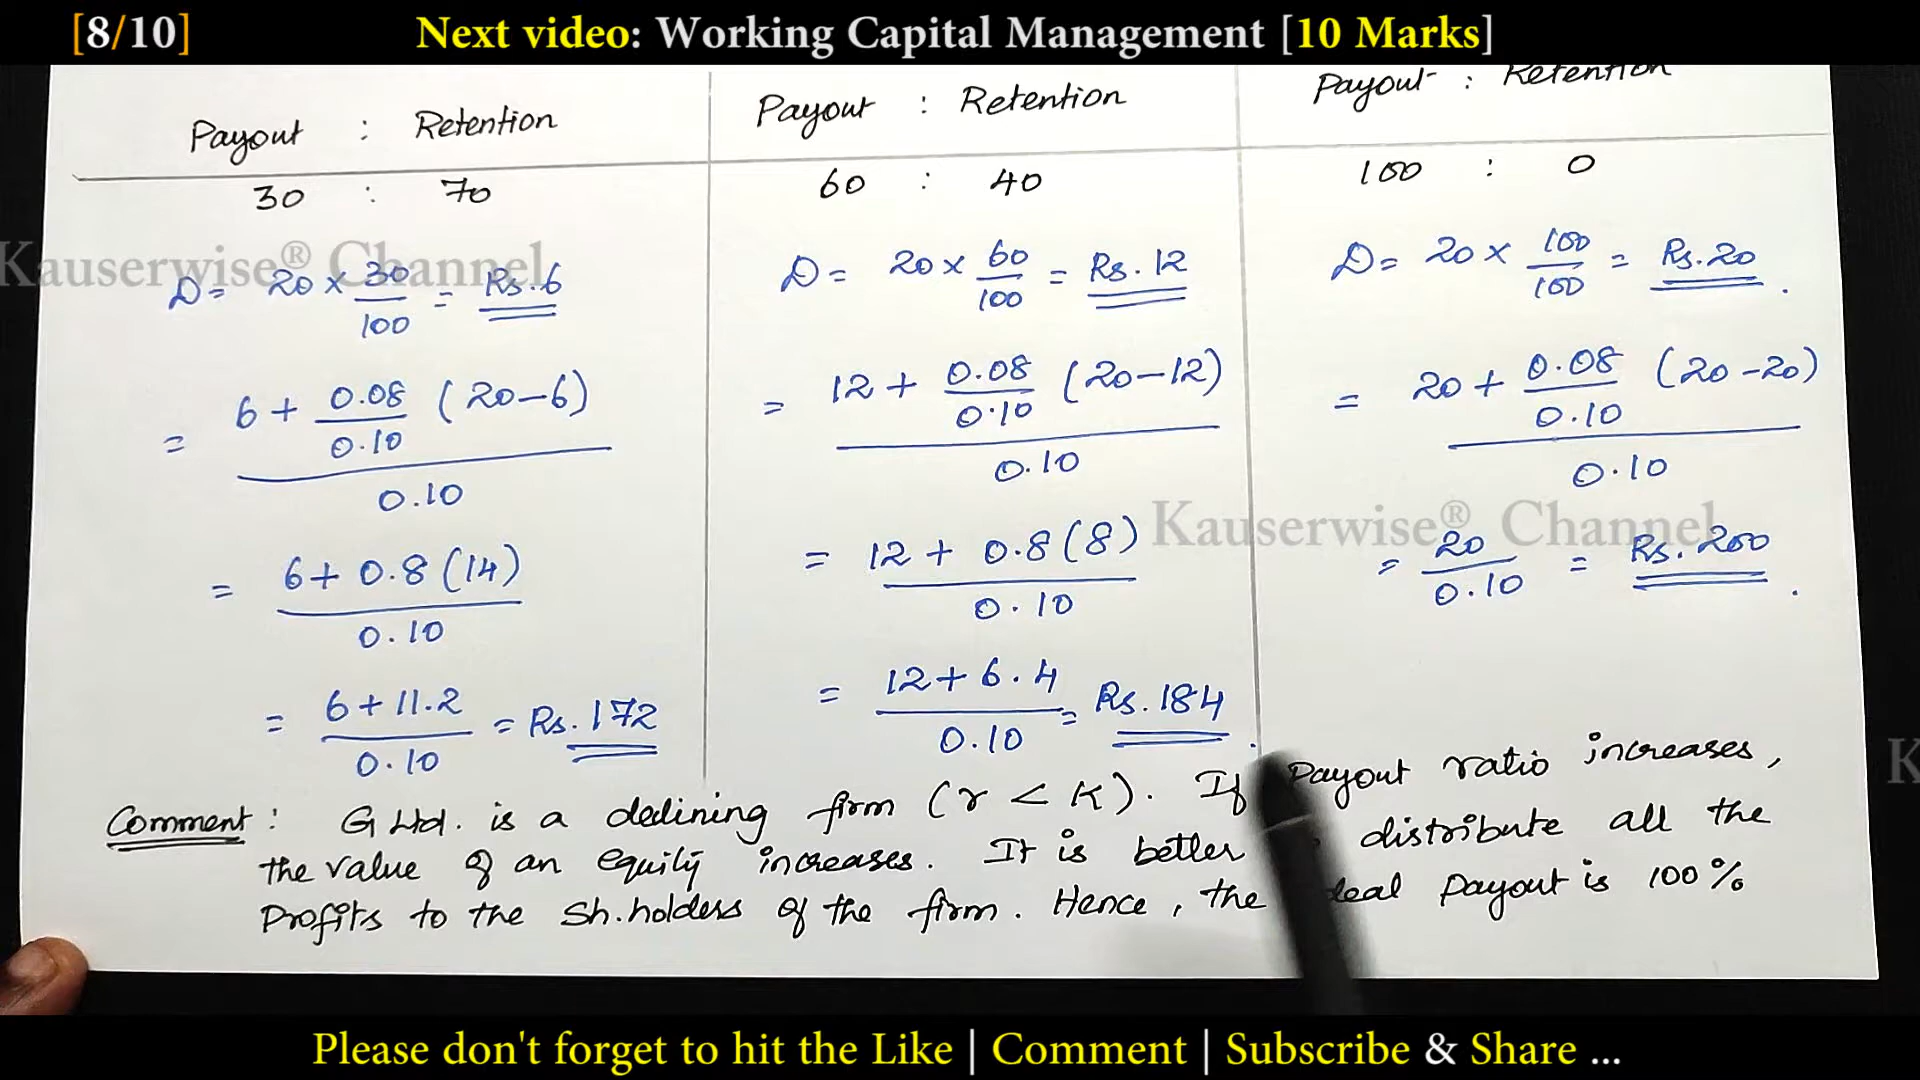 [8/10] Next video: Working Capital Management [10 Marks]
Payout : Retention
30 : 70
D = 20 × 30/100 = Rs. 6
= 6 + 0.08/0.10 (20-6) / 0.10
= 6 + 0.8 (14) / 0.10
= 6 + 11.2 / 0.10 = Rs. 172
Payout : Retention
60 : 40
D = 20 × 60/100 = Rs. 12
= 12 + 0.08/0.10 (20-12) / 0.10
= 12 + 0.8 (8) / 0.10
= 12 + 6.4 / 0.10 = Rs. 184.
Payout : Retention
100 : 0
D = 20 × 100/100 = Rs. 20.
= 20 + 0.08/0.10 (20-20) / 0.10
= 20 / 0.10 = Rs. 200.
Kauserwise® Channel
Kauserwise® Channel
K
Comment : G Ltd. is a declining firm (r < K). If Payout ratio increases,
the value of an equity increases. It is better distribute all the
Profits to the Sh.holders of the firm. Hence, the Payout is 100%
Please don't forget to hit the Like | Comment | Subscribe & Share ...